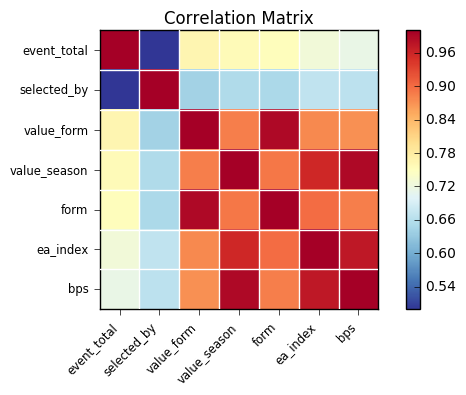 Correlation Matrix
event_total
selected_by
value_form
value_season
form
ea_index
bps
event_total
selected_by
value_form
value_season
form
ea_index
bps
0.96
0.90
0.84
0.78
0.72
0.66
0.60
0.54